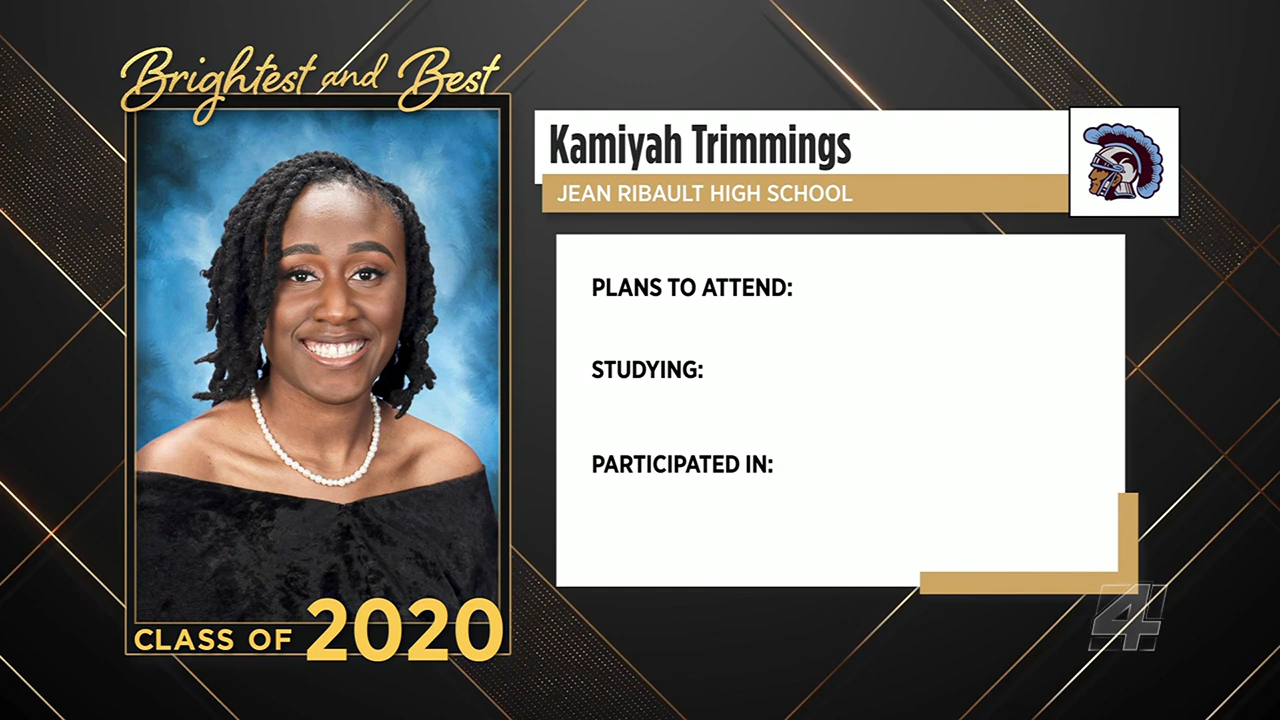 Brightest and Best
Kamiyah Trimmings
JEAN RIBAULT HIGH SCHOOL
PLANS TO ATTEND:
STUDYING:
PARTICIPATED IN:
CLASS OF 2020
4